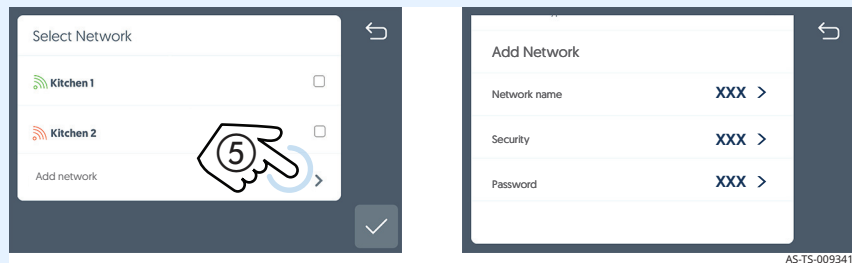 Select Network
Kitchen 1
Kitchen 2
5
Add network
Add Network
Network name XXX
Security XXX
Password XXX
AS-TS-009341